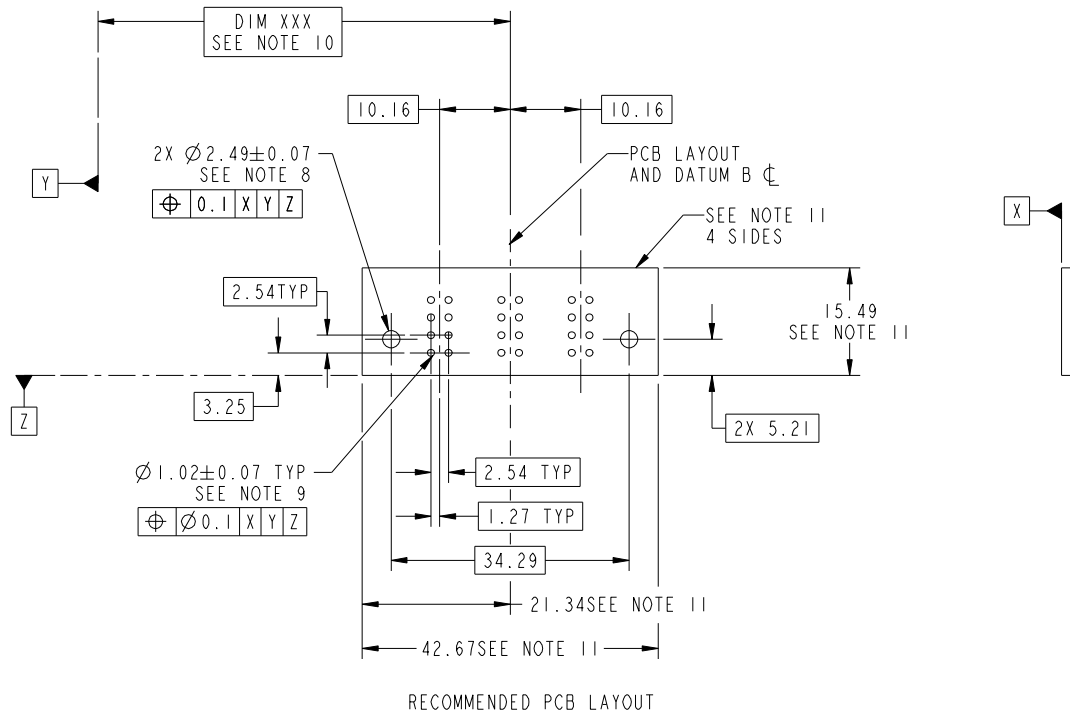 DIM XXX
SEE NOTE 10
10.16
10.16
2X Ø2.49±0.07
SEE NOTE 8
⌖ 0.1 X Y Z
PCB LAYOUT
AND DATUM B ℄
Y
X
SEE NOTE 11
4 SIDES
2.54TYP
15.49
SEE NOTE 11
3.25
Z
2X 5.21
Ø1.02±0.07 TYP
SEE NOTE 9
⌖ Ø0.1 X Y Z
2.54 TYP
1.27 TYP
34.29
21.34SEE NOTE 11
42.67SEE NOTE 11
RECOMMENDED PCB LAYOUT